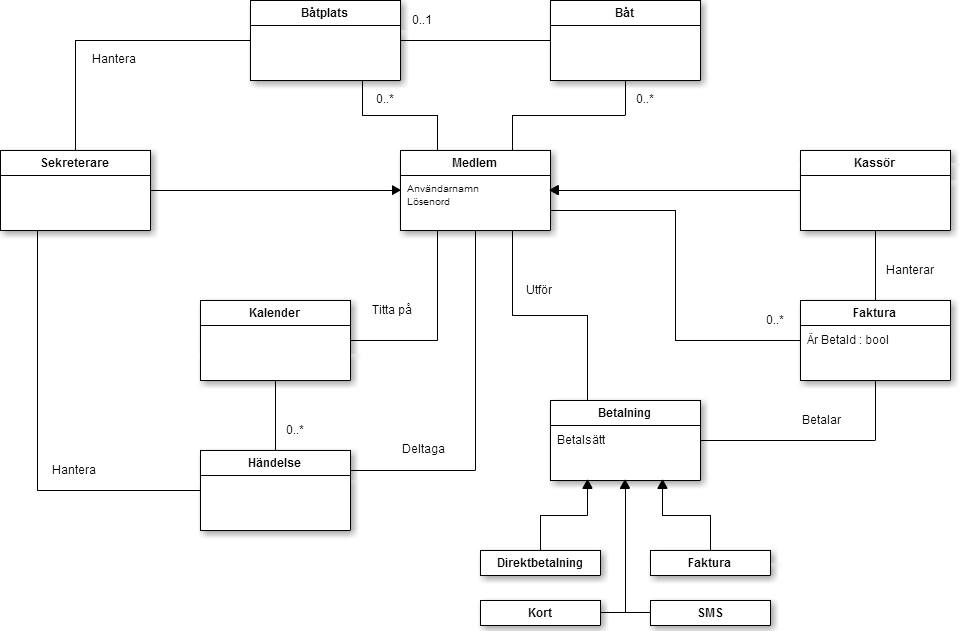 Båtplats
Båt
0..1
Hantera
0..*
0..*
Sekreterare
Medlem
Användarnamn
Lösenord
Kassör
Hanterar
Utför
Kalender
Titta på
0..*
Faktura
Är Betald : bool
Betalning
Betalsätt
Betalar
0..*
Deltaga
Händelse
Hantera
Direktbetalning
Faktura
Kort
SMS